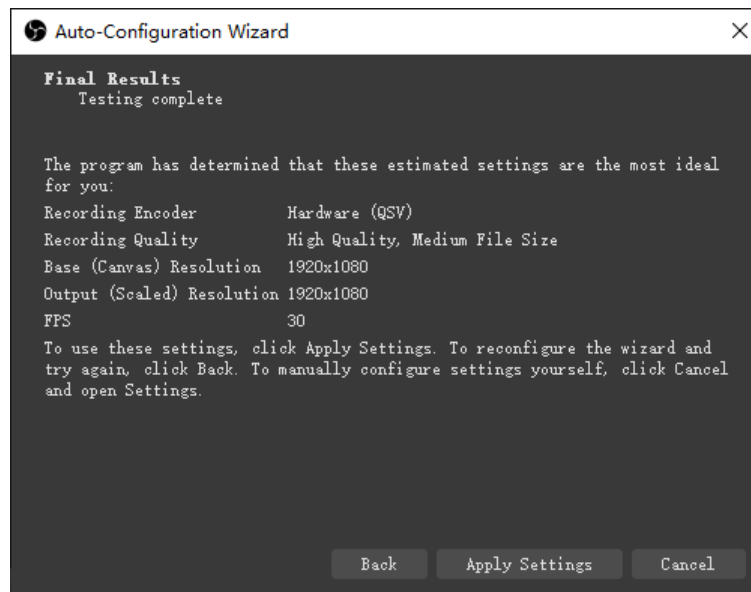 Auto-Configuration Wizard
Final Results
Testing complete
The program has determined that these estimated settings are the most ideal
for you:
Recording Encoder Hardware (QSV)
Recording Quality High Quality, Medium File Size
Base (Canvas) Resolution 1920x1080
Output (Scaled) Resolution 1920x1080
FPS 30
To use these settings, click Apply Settings. To reconfigure the wizard and
try again, click Back. To manually configure settings yourself, click Cancel
and open Settings.
Back Apply Settings Cancel